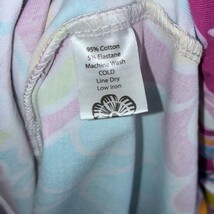 95% Cotton
5% Elastane
Machine Wash
COLD
Line Dry
Low iron